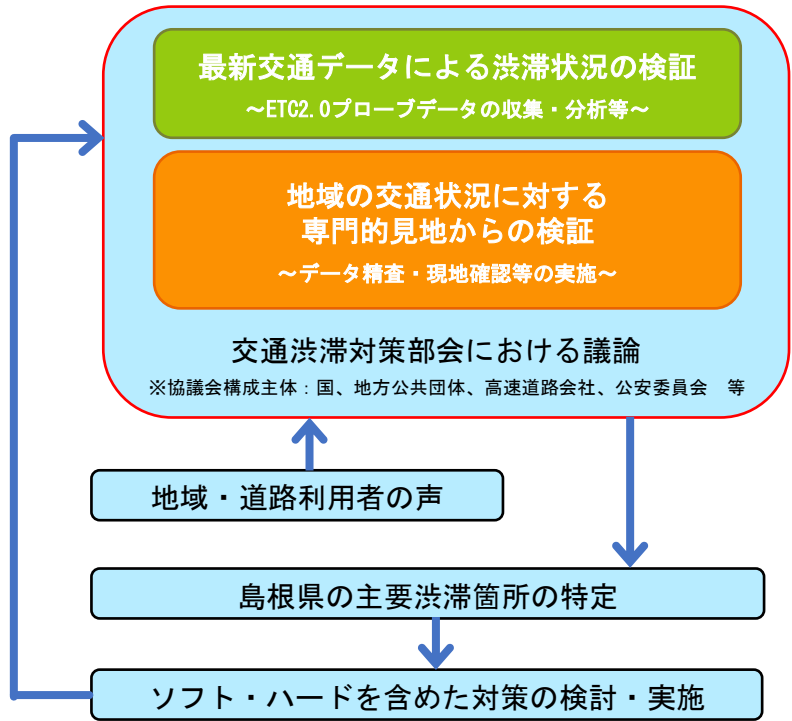 最新交通データによる渋滞状況の検証
～ETC2.0プローブデータの収集・分析等～
地域の交通状況に対する
専門的見地からの検証
～データ精査・現地確認等の実施～
交通渋滞対策部会における議論
※協議会構成主体：国、地方公共団体、高速道路会社、公安委員会　等
地域・道路利用者の声
島根県の主要渋滞箇所の特定
ソフト・ハードを含めた対策の検討・実施